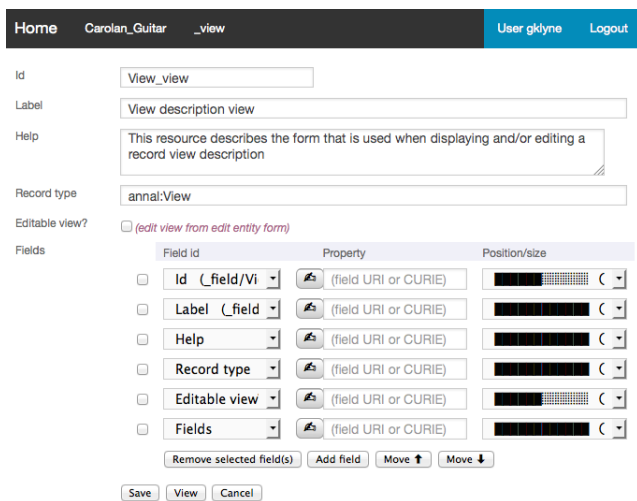 Home Carolan_Guitar _view User gklyne Logout
Id View_view
Label View description view
Help This resource describes the form that is used when displaying and/or editing a
record view description
Record type annal:View
Editable view? (edit view from edit entity form)
Fields Field id Property Position/size
Id (_field/Vi (field URI or CURIE) (
Label (_field (field URI or CURIE) (
Help (field URI or CURIE) (
Record type (field URI or CURIE) (
Editable view (field URI or CURIE) (
Fields (field URI or CURIE) (
Remove selected field(s) Add field Move ⬆ Move ⬇
Save View Cancel